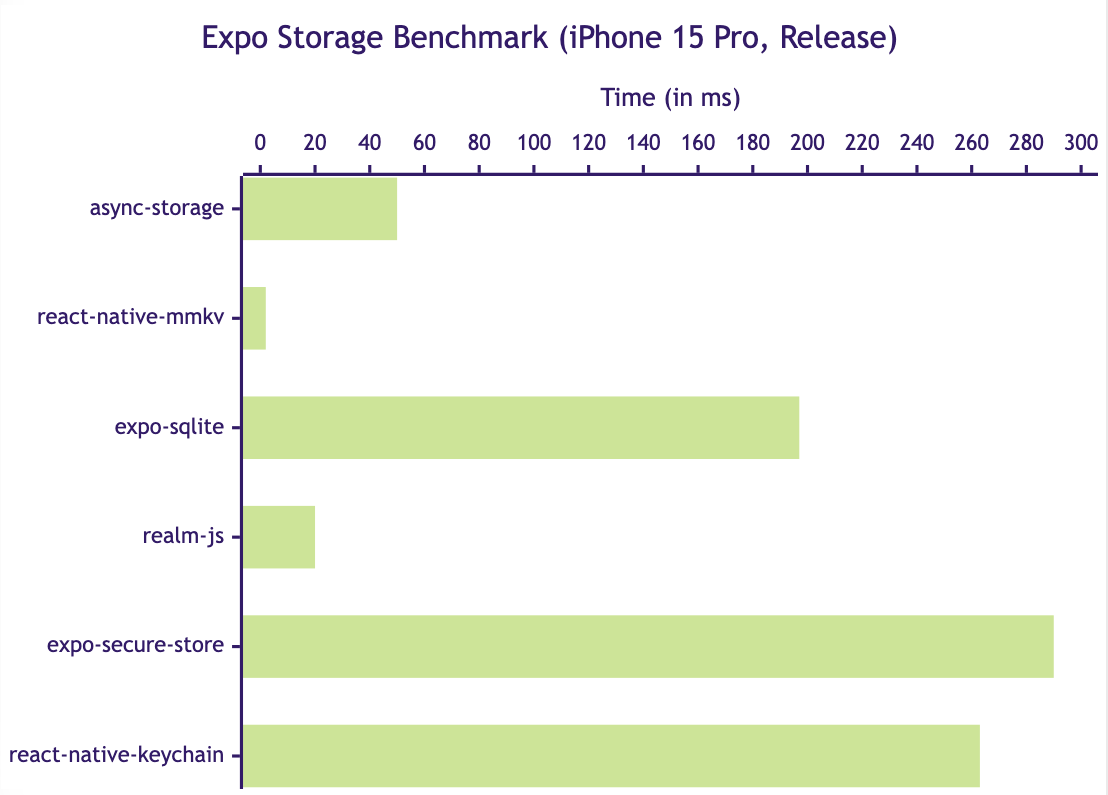 Expo Storage Benchmark (iPhone 15 Pro, Release)
Time (in ms)
0 20 40 60 80 100 120 140 160 180 200 220 240 260 280 300
async-storage
react-native-mmkv
expo-sqlite
realm-js
expo-secure-store
react-native-keychain